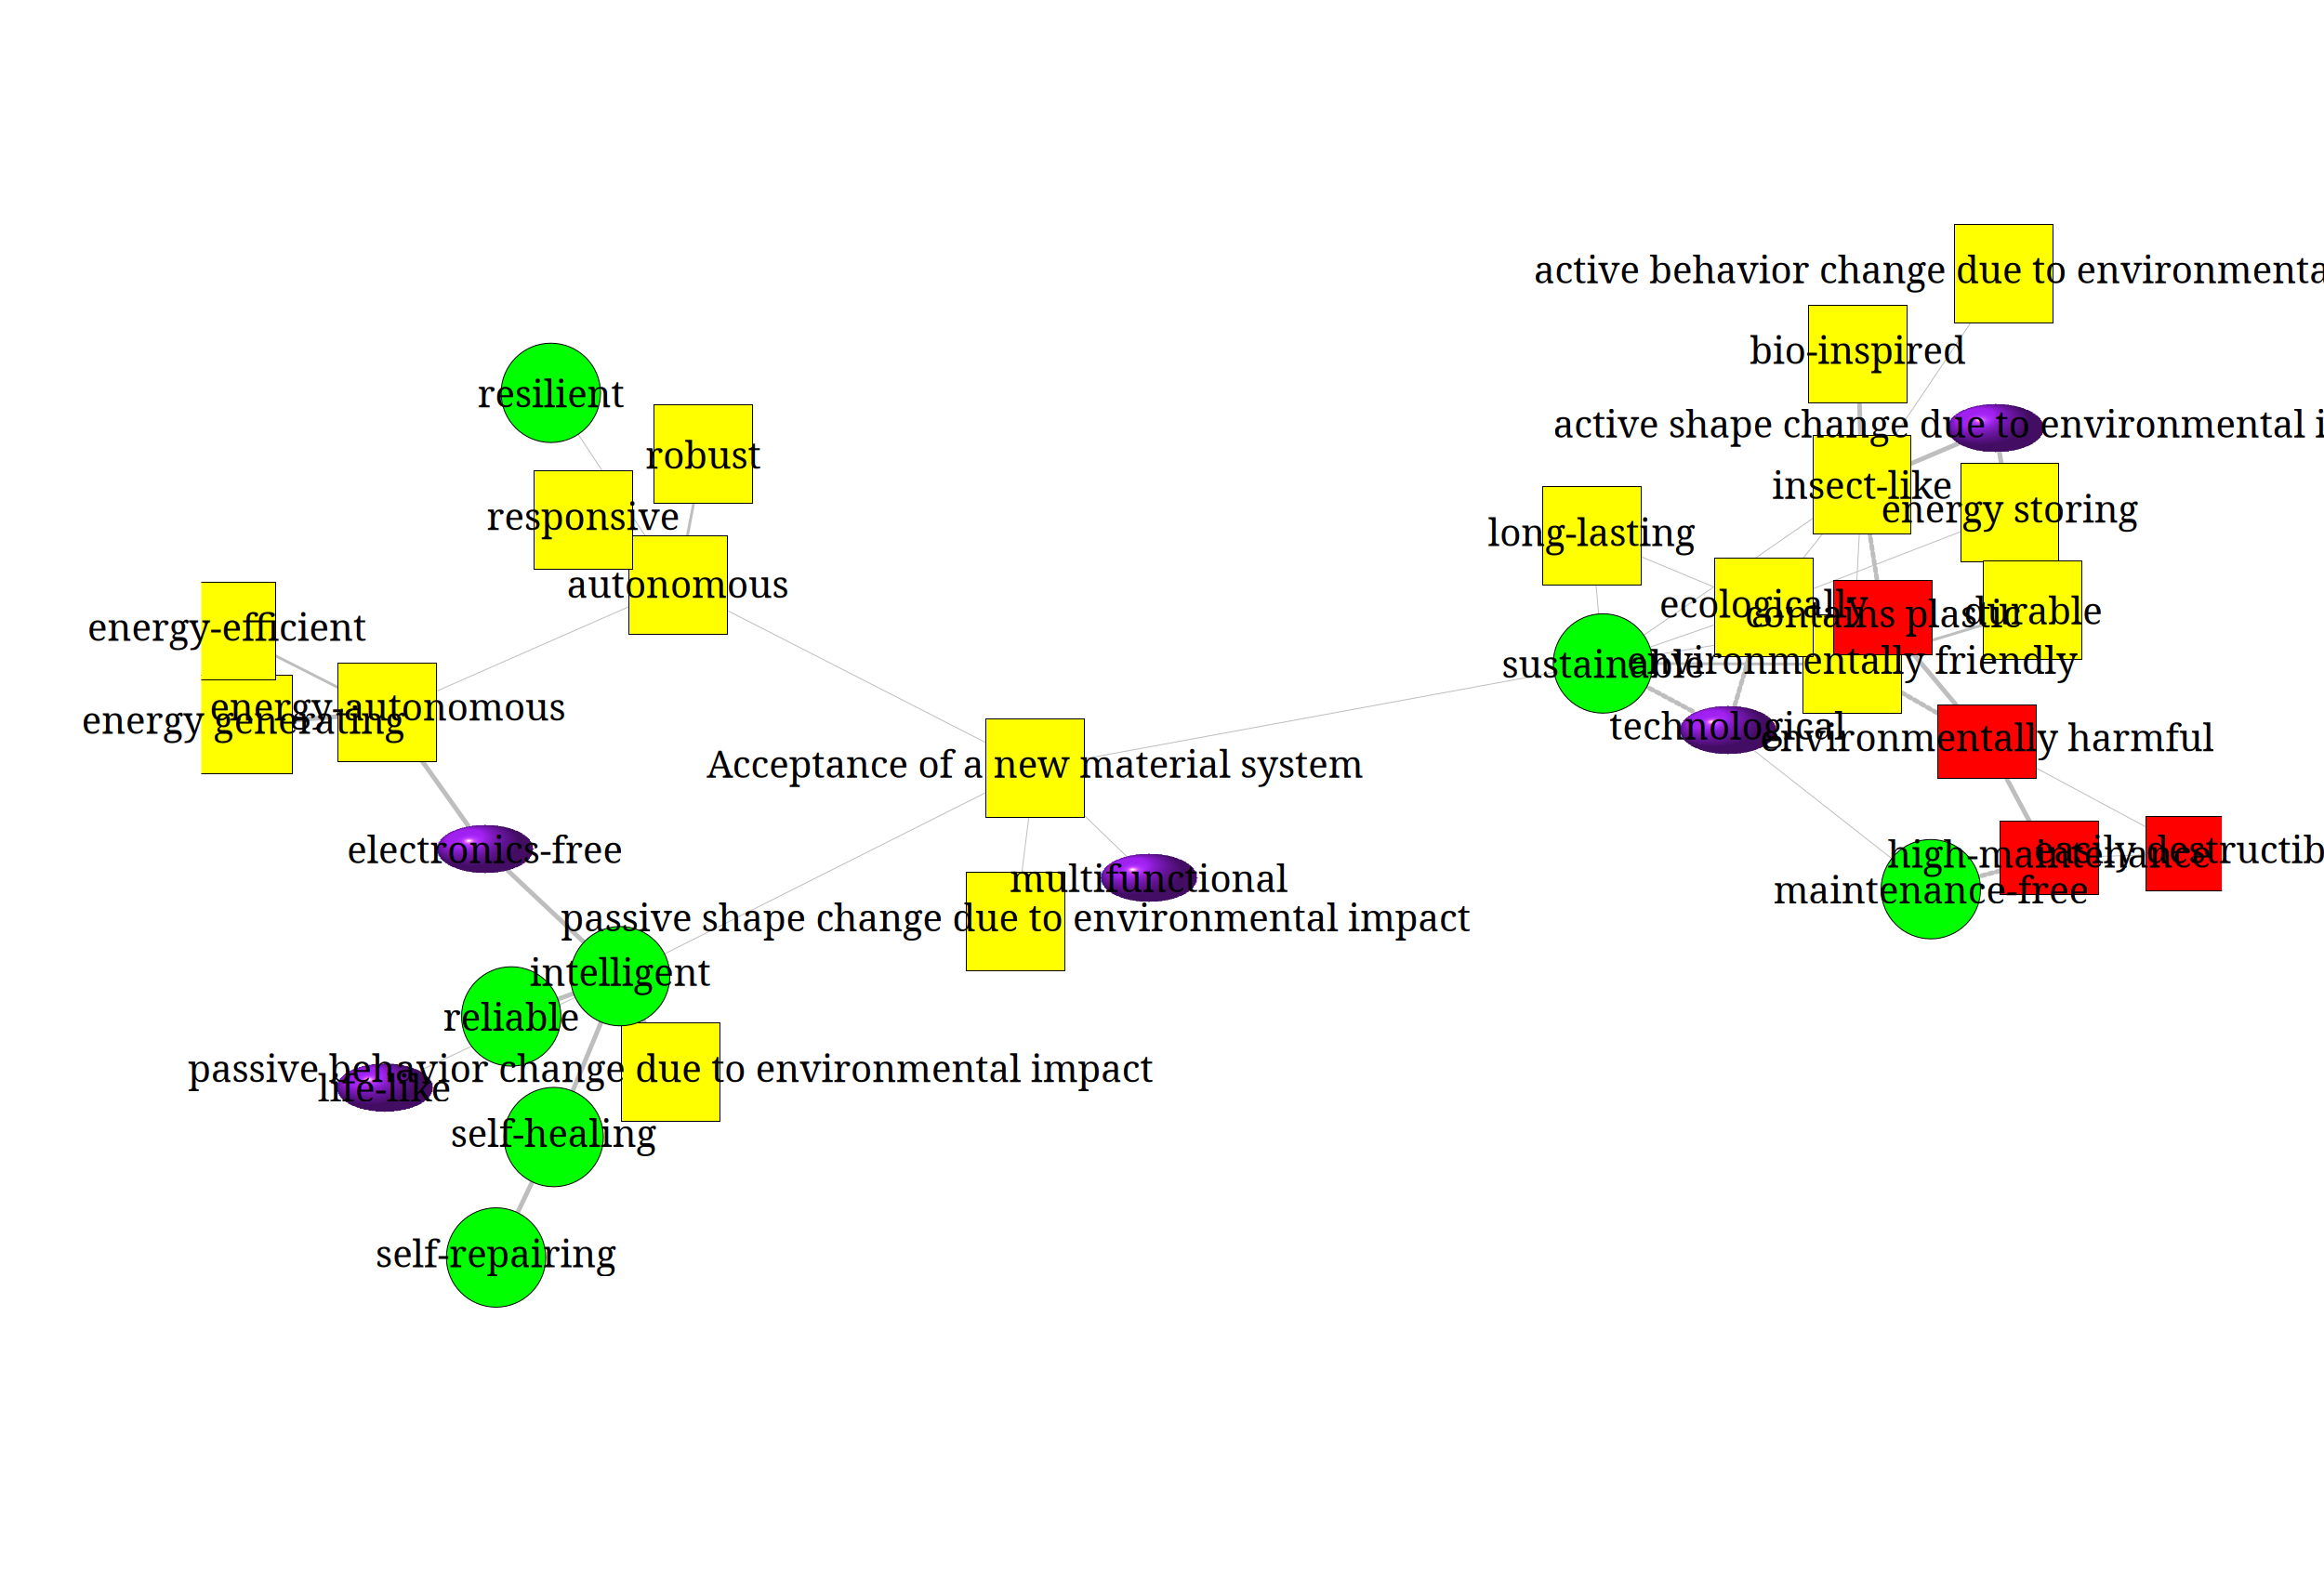 active behavior change due to environmenta
bio-inspired
resilient
active shape change due to environmental i
robust
insect-like
energy storing
responsive
long-lasting
autonomous
ecologically
contains plastic
durable
energy-efficient
sustainable
environmentally friendly
energy-autonomous
energy generating
technological
environmentally harmful
Acceptance of a new material system
electronics-free
high-maintenance
easily destructib
multifunctional
maintenance-free
passive shape change due to environmental impact
intelligent
reliable
passive behavior change due to environmental impact
life-like
self-healing
self-repairing